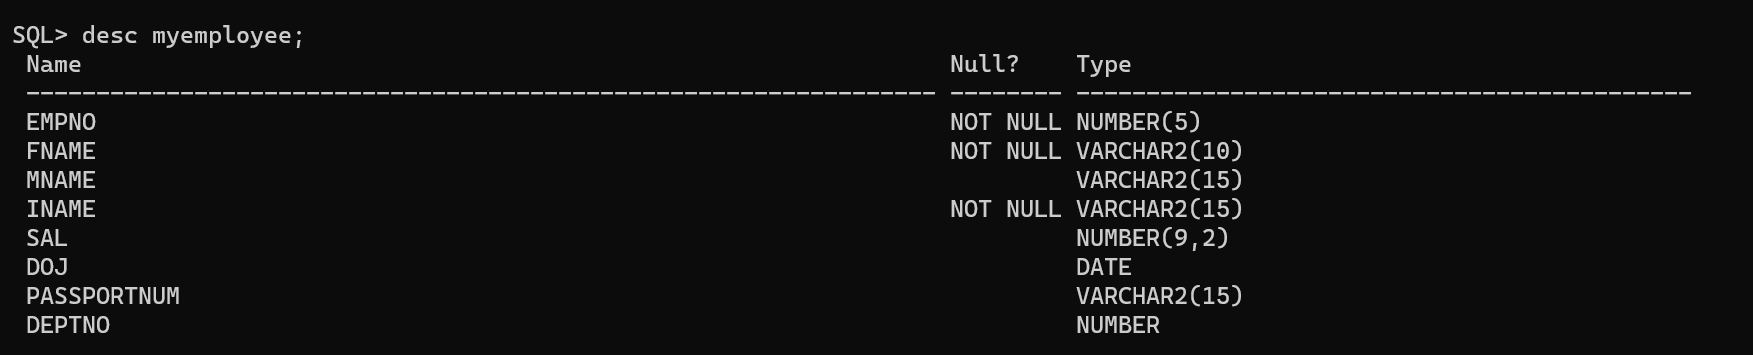 SQL> desc myemployee;
Name Null? Type
----------------------------------------------------------------- -------- --------------------------------------------
EMPNO NOT NULL NUMBER(5)
FNAME NOT NULL VARCHAR2(10)
MNAME VARCHAR2(15)
INAME NOT NULL VARCHAR2(15)
SAL NUMBER(9,2)
DOJ DATE
PASSPORTNUM VARCHAR2(15)
DEPTNO NUMBER